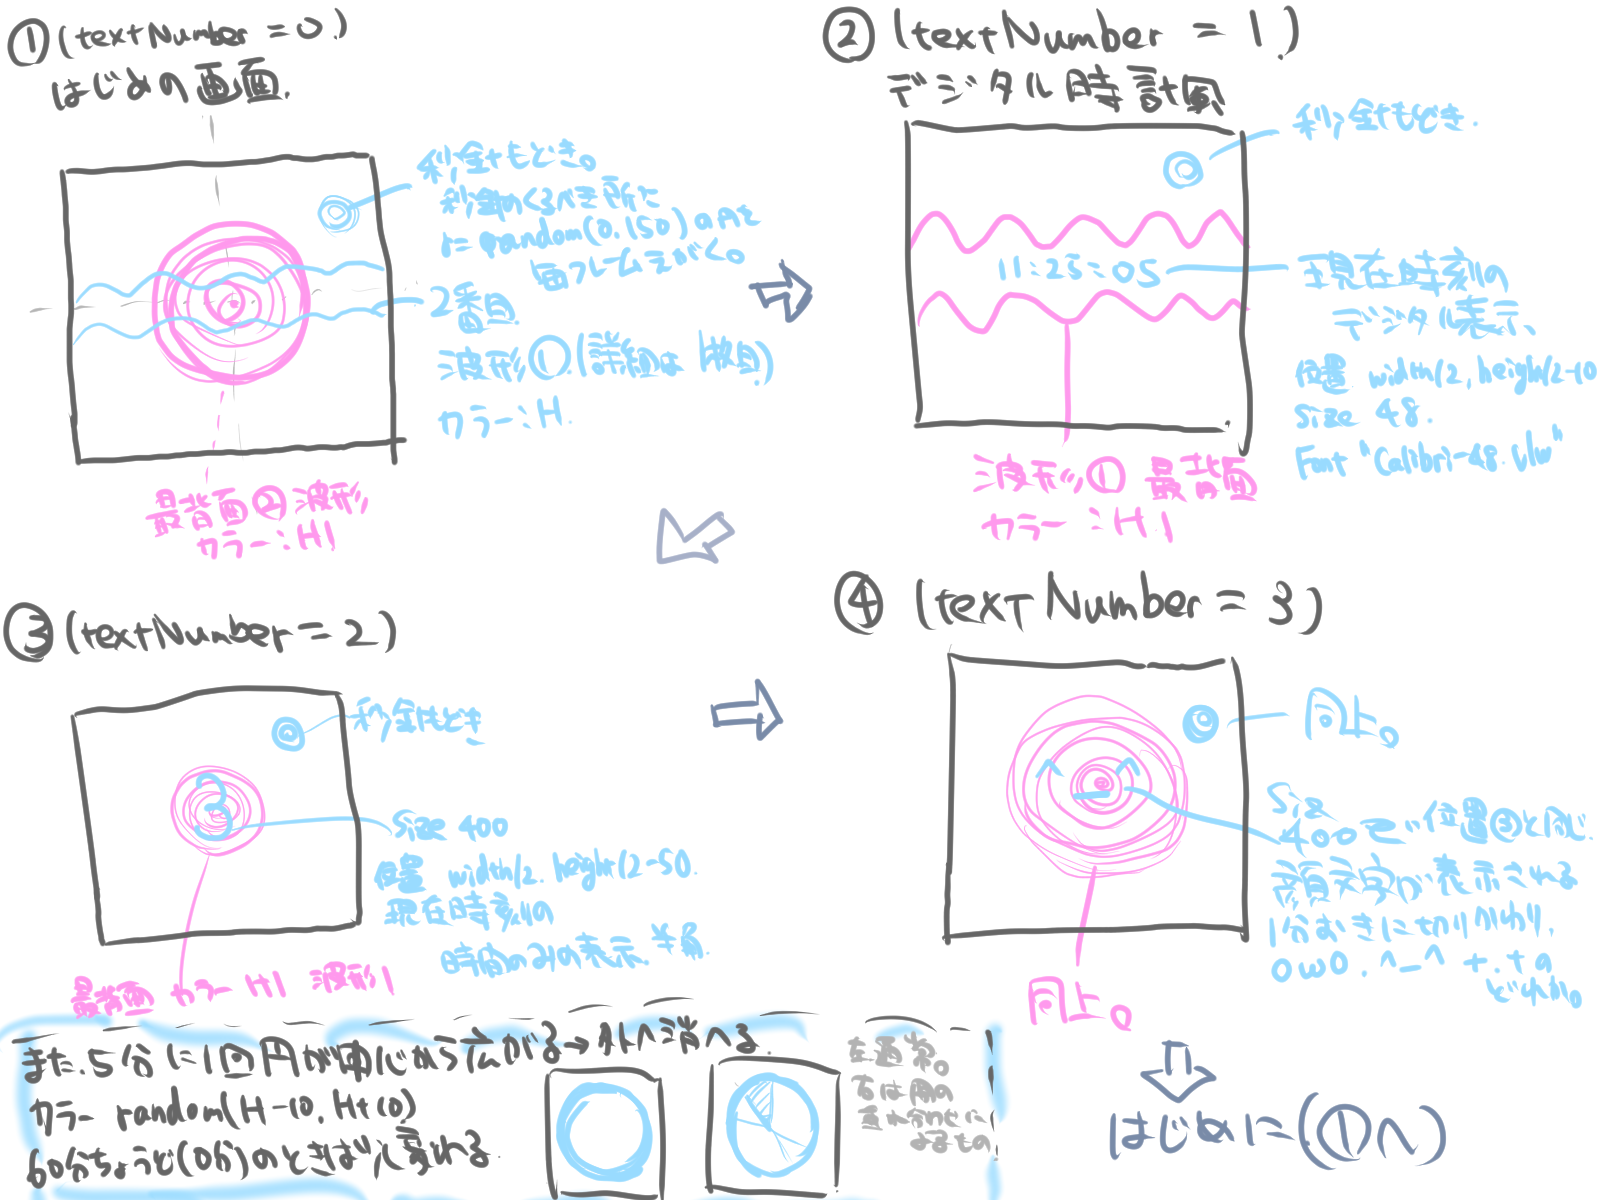 ①(textNumber=0)
はじめの画面.
秒針もどき。
秒針のくるべき所に
r=random(0.150)の円を
毎フレームえがく。
2番目
波形①.(詳細は1枚目)
カラー:H.
最背面②波形
カラー:H1
②(textNumber=1)
デジタル時計風
秒針もどき.
11:25:05
現在時刻の
デジタル表示、
位置 width/2, height/2-10
size 48.
Font "Calibri-48.vlw"
波形①最背面
カラー:H1
③(textNumber=2)
秒針もどき
3
size 400
位置 width/2. height/2-50.
現在時刻の
時間のみの表示. 半角.
最背面 カラー H1 波形1
④(textNumber=3)
同上。
^_^
Siz
400で 位置③と同じ.
顔文字が表示される
1分おきに切りかわり.
OwO. ^_^ +.+の
どれか。
同上。
はじめに(①へ)
また.5分に1回円が中心から広がる→外へ消へる.
カラー random(H-10, H+10)
60分ちょうど(0分)のときは 変わる
左通常。
右は円の
重ね合わせに
よるもの